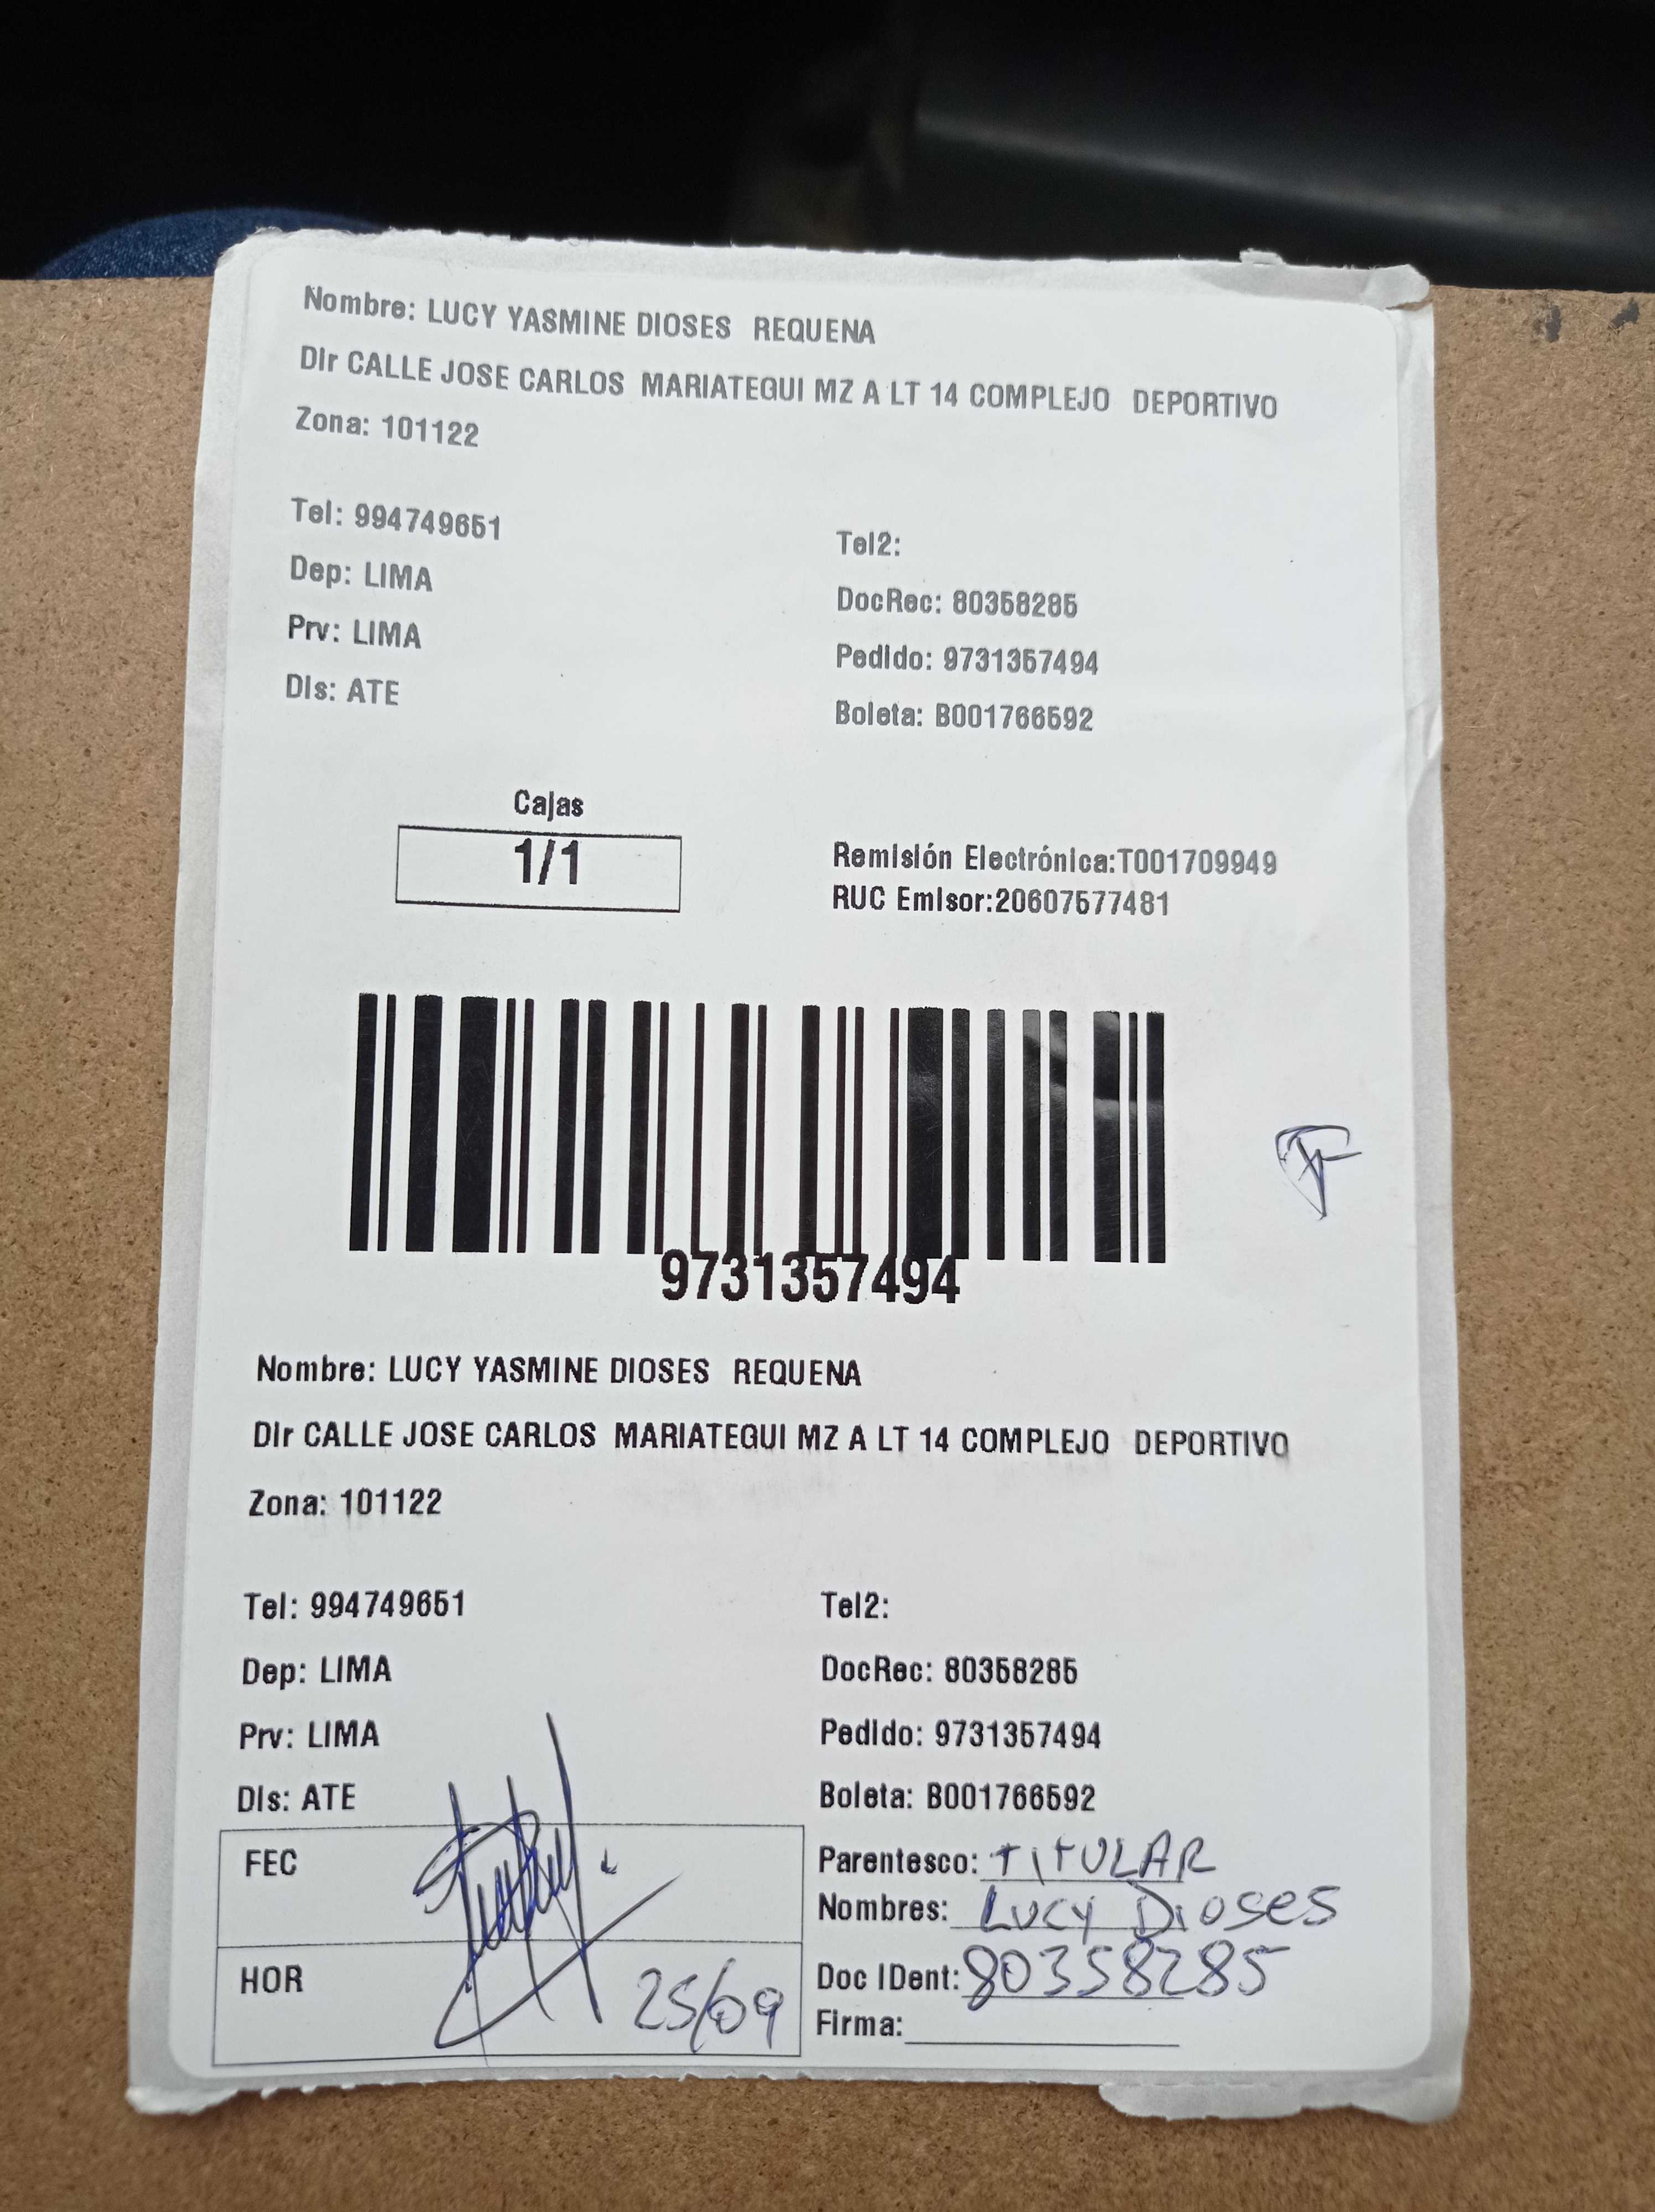 Nombre: LUCY YASMINE DIOSES REQUENA
Dir CALLE JOSE CARLOS MARIATEGUI MZ A LT 14 COMPLEJO DEPORTIVO
Zona: 101122
Tel: 994749651
Tel2:
Dep: LIMA
DocRec: 80358285
Prv: LIMA
Pedido: 9731357494
Dis: ATE
Boleta: B001766592
Cajas
1/1
Remisión Electrónica:T001709949
RUC Emisor:20607577481
9731357494
Nombre: LUCY YASMINE DIOSES REQUENA
Dir CALLE JOSE CARLOS MARIATEGUI MZ A LT 14 COMPLEJO DEPORTIVO
Zona: 101122
Tel: 994749651
Tel2:
Dep: LIMA
DocRec: 80358285
Prv: LIMA
Pedido: 9731357494
Dis: ATE
Boleta: B001766592
FEC
Parentesco: TITULAR
Nombres: Lucy Dioses
HOR
25/09
Doc IDent: 80358285
Firma: